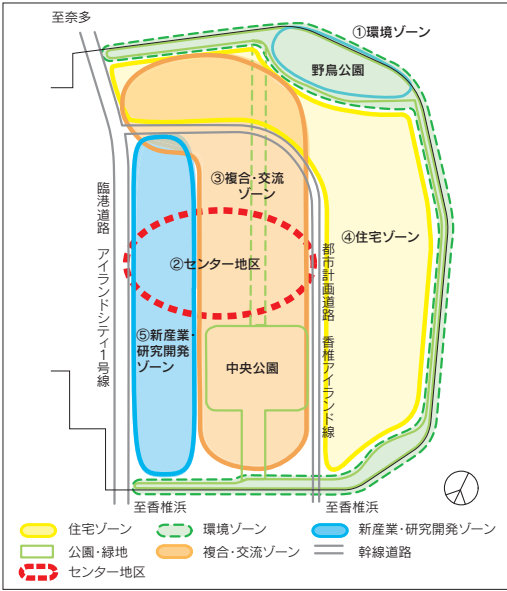 至奈多
①環境ゾーン
野鳥公園
③複合・交流
ゾーン
④住宅ゾーン
②センター地区
臨港道路 アイランドシティ1号線
都市計画道路 香椎アイランド線
⑤新産業・
研究開発
ゾーン
中央公園
至香椎浜
至香椎浜
住宅ゾーン
環境ゾーン
新産業・研究開発ゾーン
公園・緑地
複合・交流ゾーン
幹線道路
センター地区